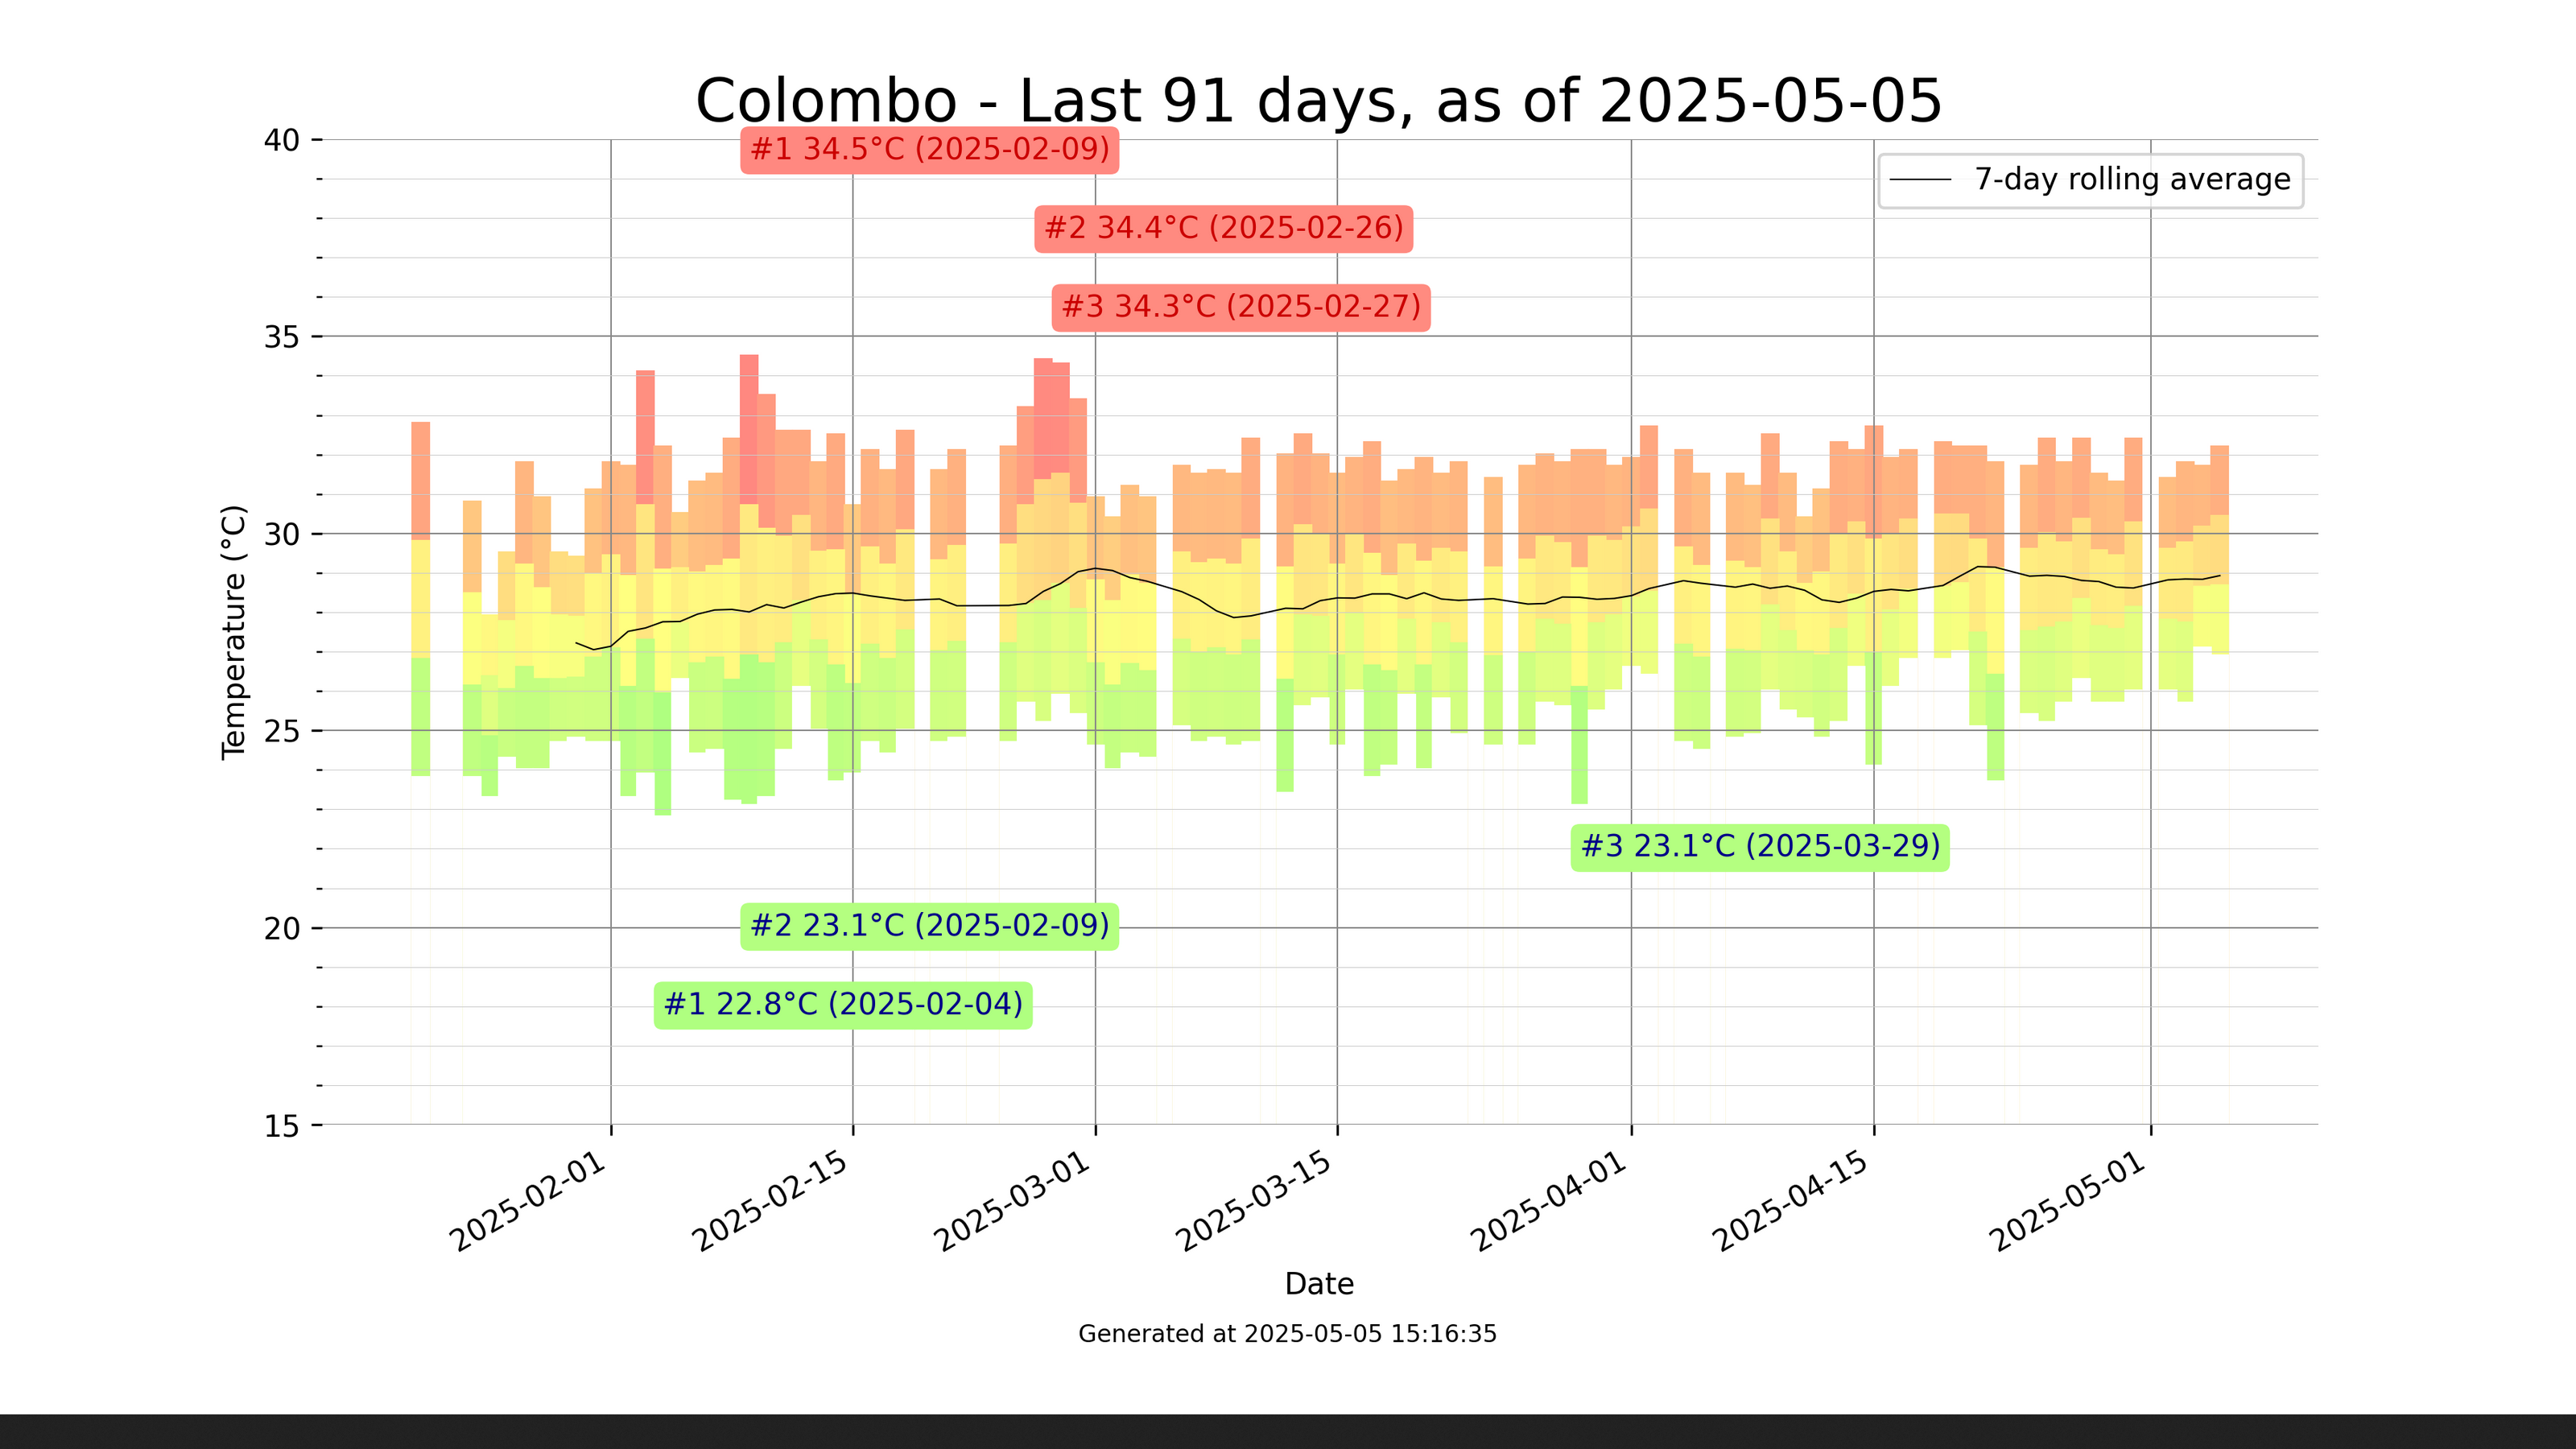 Colombo - Last 91 days, as of 2025-05-05
40
#1 34.5°C (2025-02-09)
7-day rolling average
#2 34.4°C (2025-02-26)
#3 34.3°C (2025-02-27)
35
30
Temperature (°C)
25
#3 23.1°C (2025-03-29)
20
#2 23.1°C (2025-02-09)
#1 22.8°C (2025-02-04)
15
2025-02-01
2025-02-15
2025-03-01
2025-03-15
2025-04-01
2025-04-15
2025-05-01
Date
Generated at 2025-05-05 15:16:35